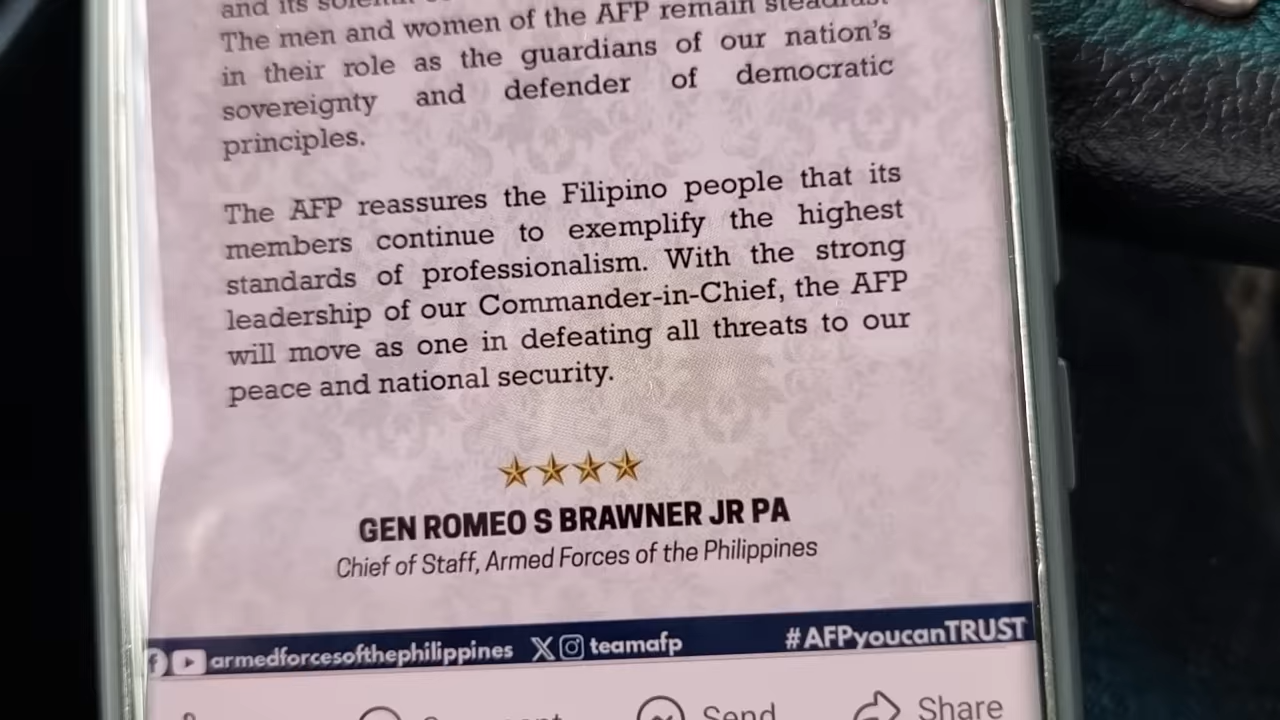 and its
The men and women of the AFP remain steadfast
in their role as the guardians of our nation's
sovereignty and defender of democratic
principles.
The AFP reassures the Filipino people that its
members continue to exemplify the highest
standards of professionalism. With the strong
leadership of our Commander-in-Chief, the AFP
will move as one in defeating all threats to our
peace and national security.
GEN ROMEO S BRAWNER JR PA
Chief of Staff, Armed Forces of the Philippines
armedforcesofthephilippines teamafp #AFPyoucanTRUST
Send Share